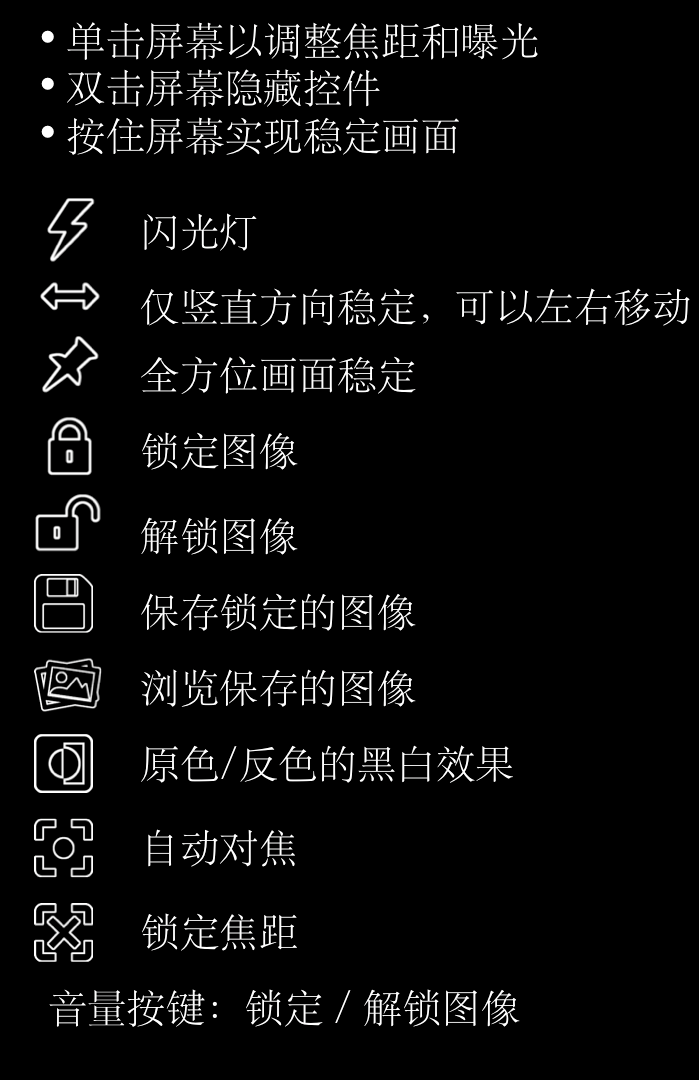 • 单击屏幕以调整焦距和曝光
• 双击屏幕隐藏控件
• 按住屏幕实现稳定画面
闪光灯
仅竖直方向稳定，可以左右移动
全方位画面稳定
锁定图像
解锁图像
保存锁定的图像
浏览保存的图像
原色/反色的黑白效果
自动对焦
锁定焦距
音量按键：锁定 / 解锁图像